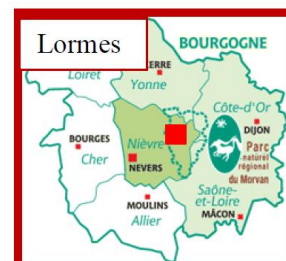 Lormes
BOURGOGNE
ERRE
Loiret
Yonne
Côte-d'Or
BOURGES
Cher
Nièvre
NEVERS
DIJON
Parc
naturel
régional
du Morvan
Saône-
et-Loire
MOULINS
Allier
MÂCON